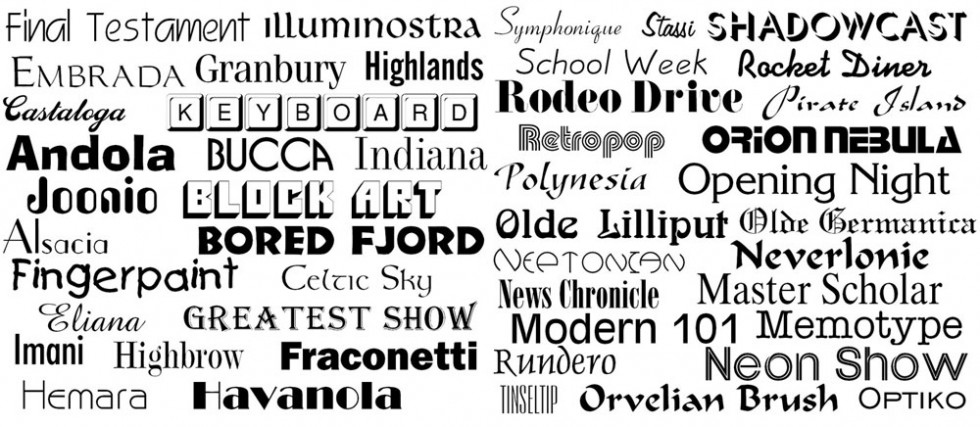 Final Testament Illuminostra
Embrada Granbury Highlands
Castaloga KEYBOARD
Andola BUCCA Indiana
Joonio BLOCK ART
Alsacia BORED FJORD
Fingerpaint Celtic Sky
Eliana GREATEST SHOW
Imani Highbrow Fraconetti
Hemara Havanola
Symphonique Stassi SHADOWCAST
School Week Rocket Diner
Rodeo Drive Pirate Island
Retropop ORION NEBULA
Polynesia Opening Night
Olde Lilliput Olde Germanica
NEPTONIAN Neverlonie
News Chronicle Master Scholar
Modern 101 Memotype
Rundero Neon Show
TINSELTIP Orvelian Brush OPTIKO